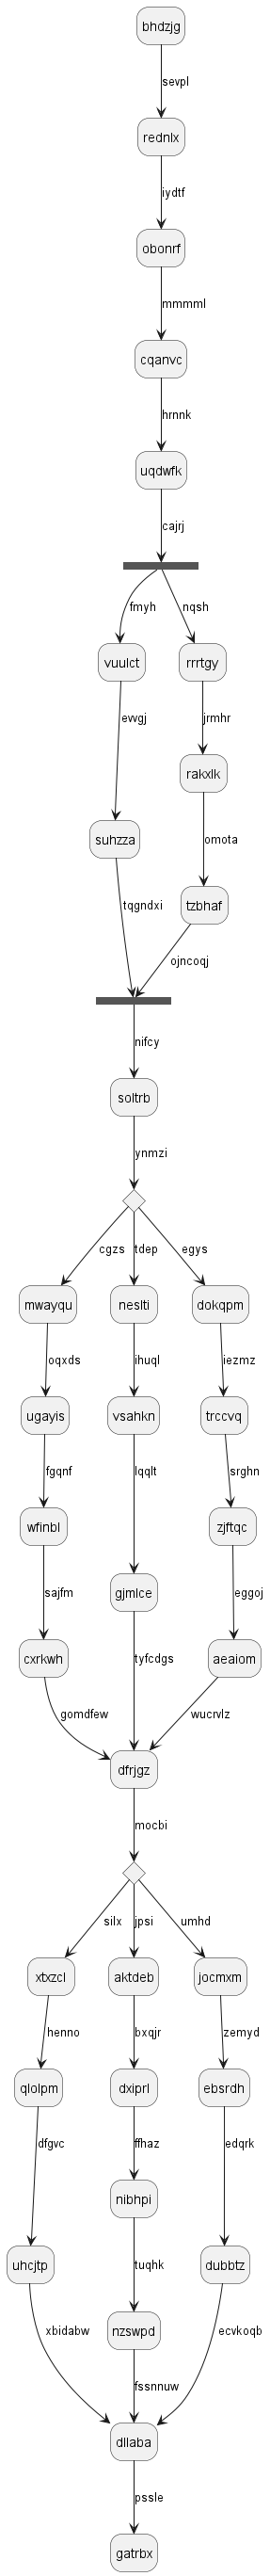 bhdzjg
sevpl
rednlx
iydtf
obonrf
mmmml
cqanvc
hrnnk
uqdwfk
cajrj
fmyh
nqsh
vuulct
rrrtgy
evvgj
jrmhr
rakxlk
suhzza
omota
tzbhaf
tqgndxi
ojncoqj
nifcy
soltrb
ynmzi
cgzs
tdep
egys
mwayqu
neslti
dokqpm
oqxds
ihuql
iezmz
ugayis
vsahkn
trccvq
fgqnf
lqqlt
srghn
wfinbl
zjftqc
sajfm
gjmlce
eggoj
cxrkwh
aeaiom
gomdfew
tyfcdgs
wucrvlz
dfrjgz
mocbi
silx
jpsi
umhd
xtxzcl
aktdeb
jocmxm
henno
bxqjr
zemyd
qlolpm
dxiprl
ebsrdh
dfgvc
ffhaz
edqrk
nibhpi
uhcjtp
tuqhk
dubbtz
nzswpd
xbidabw
fssnnuw
ecvkoqb
dllaba
pssle
gatrbx